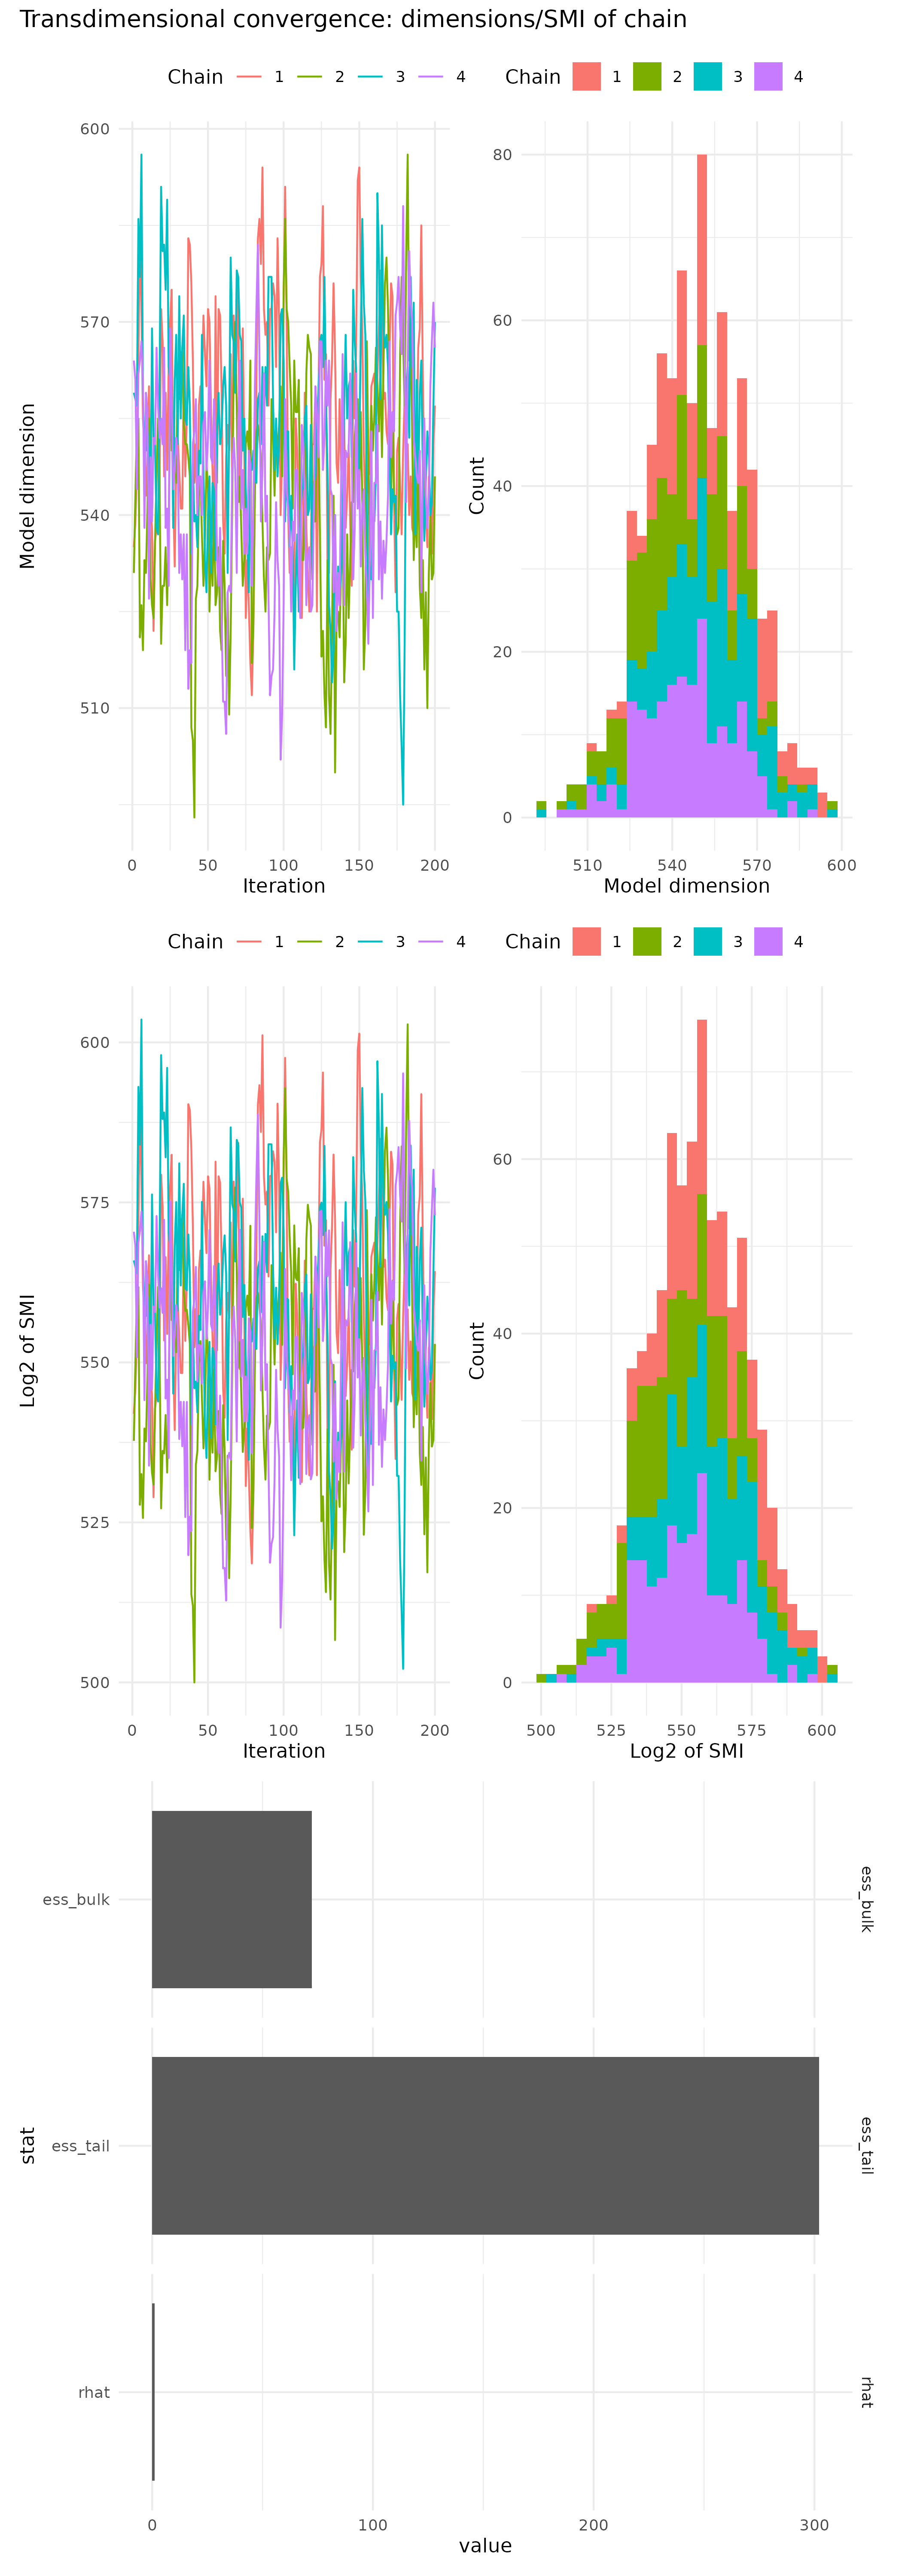 Transdimensional convergence: dimensions/SMI of chain
Chain 1 2 3 4
Chain 1 2 3 4
600
570
540
510
Model dimension
0 50 100 150 200
Iteration
80
60
40
20
0
Count
510 540 570 600
Model dimension
Chain 1 2 3 4
Chain 1 2 3 4
600
575
550
525
500
Log2 of SMI
0 50 100 150 200
Iteration
60
40
20
0
Count
500 525 550 575 600
Log2 of SMI
ess_bulk
ess_bulk
stat
ess_tail
ess_tail
rhat
rhat
0 100 200 300
value